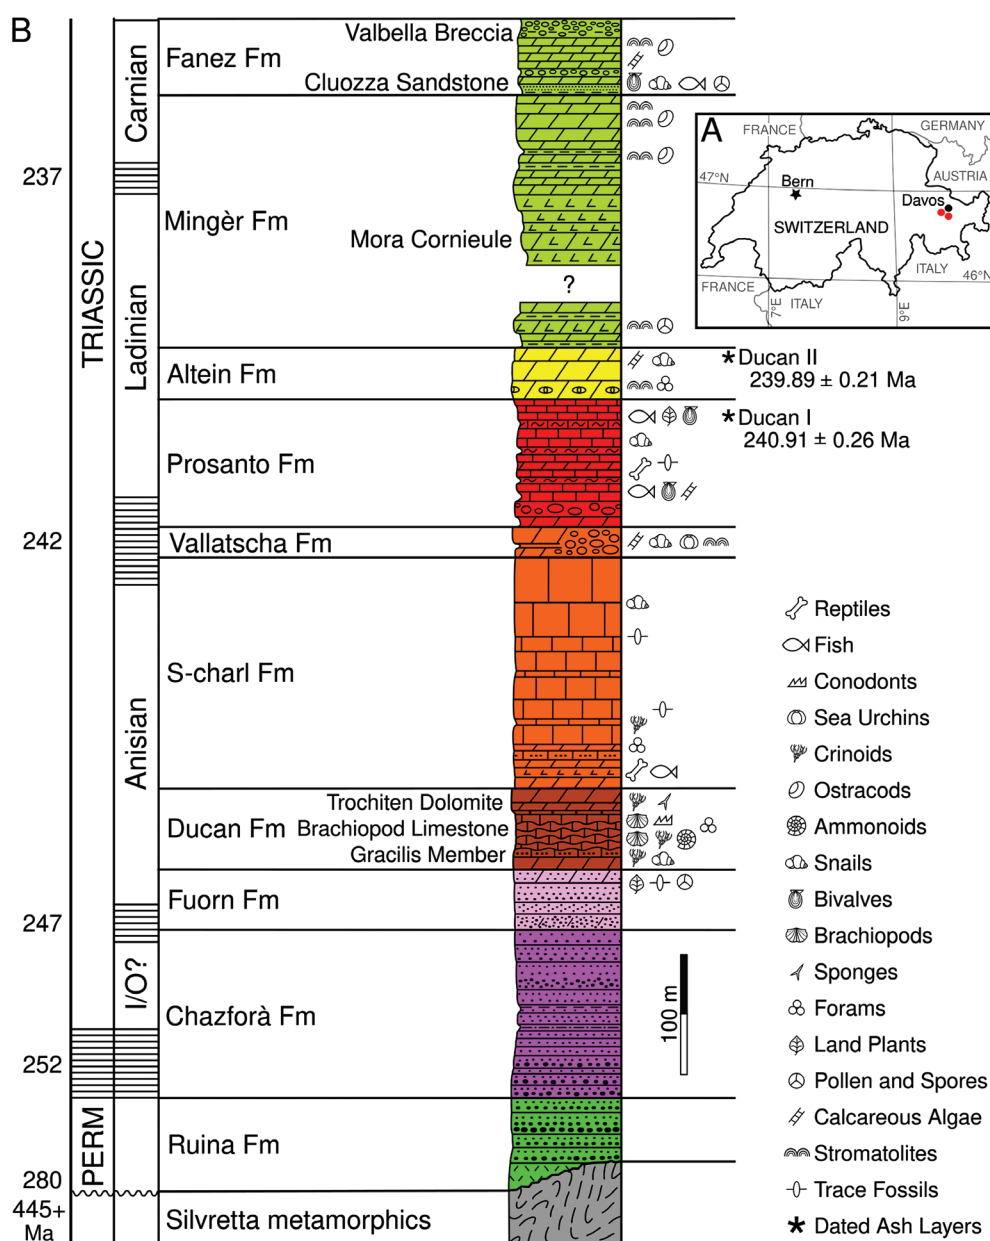 B
TRIASSIC
PERM
Carnian
Ladinian
Anisian
I/O?
237
242
247
252
280
445+
Ma
Fanez Fm
Valbella Breccia
Cluozza Sandstone
Mingèr Fm
Mora Cornieule
?
Altein Fm
Prosanto Fm
Vallatscha Fm
S-charl Fm
Ducan Fm
Trochiten Dolomite
Brachiopod Limestone
Gracilis Member
Fuorn Fm
Chazforà Fm
Ruina Fm
Silvretta metamorphics
A
FRANCE
GERMANY
AUSTRIA
47°N
Bern
Davos
SWITZERLAND
ITALY
46°N
FRANCE
7°E
ITALY
9°E
* Ducan II
239.89 ± 0.21 Ma
* Ducan I
240.91 ± 0.26 Ma
100 m
Reptiles
Fish
Conodonts
Sea Urchins
Crinoids
Ostracods
Ammonoids
Snails
Bivalves
Brachiopods
Sponges
Forams
Land Plants
Pollen and Spores
Calcareous Algae
Stromatolites
Trace Fossils
* Dated Ash Layers